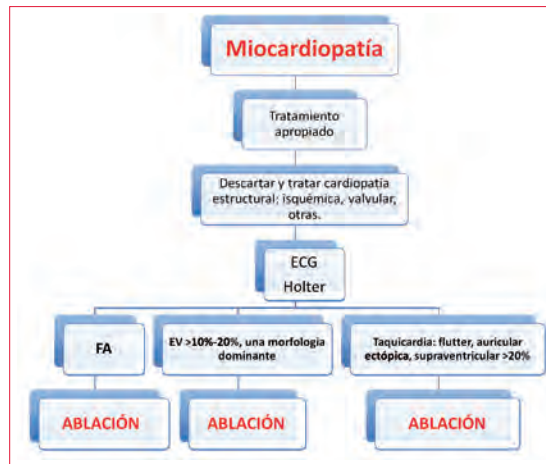 Miocardiopatía
Tratamiento
apropiado
Descartar y tratar cardiopatía
estructural: isquémica, valvular,
otras.
ECG
Holter
FA
EV >10%-20%, una morfología
dominante
Taquicardia: flutter, auricular
ectópica, supraventricular >20%
ABLACIÓN
ABLACIÓN
ABLACIÓN